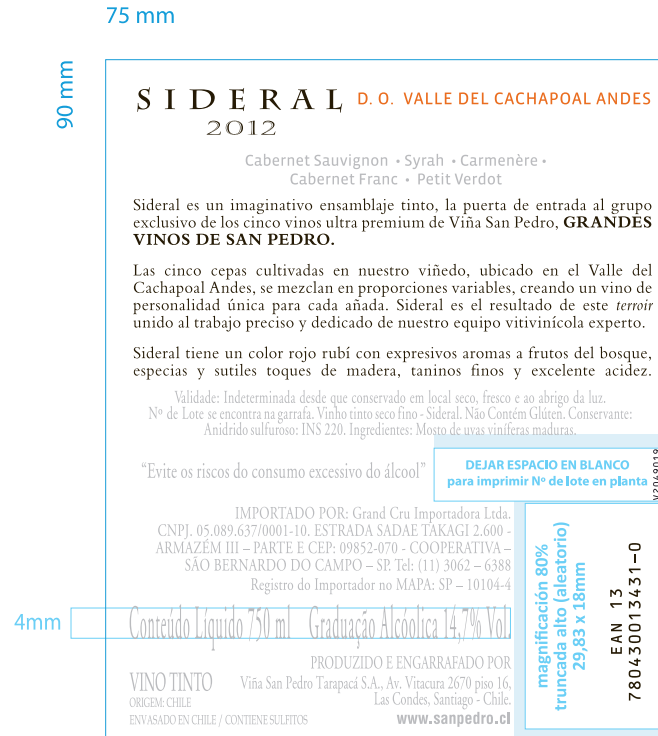 75 mm
90 mm
SIDERAL D. O. VALLE DEL CACHAPOAL ANDES
2012
Cabernet Sauvignon • Syrah • Carmenère •
Cabernet Franc • Petit Verdot
Sideral es un imaginativo ensamblaje tinto, la puerta de entrada al grupo
exclusivo de los cinco vinos ultra premium de Viña San Pedro, GRANDES
VINOS DE SAN PEDRO.
Las cinco cepas cultivadas en nuestro viñedo, ubicado en el Valle del
Cachapoal Andes, se mezclan en proporciones variables, creando un vino de
personalidad única para cada añada. Sideral es el resultado de este terroir
unido al trabajo preciso y dedicado de nuestro equipo vitivinícola experto.
Sideral tiene un color rojo rubí con expresivos aromas a frutos del bosque,
especias y sutiles toques de madera, taninos finos y excelente acidez.
Validade: Indeterminada desde que conservado em local seco, fresco e ao abrigo da luz.
Nº de Lote se encontra na garrafa. Vinho tinto seco fino - Sideral. Não Contém Glúten. Conservante:
Anidrido sulfuroso: INS 220. Ingredientes: Mosto de uvas viníferas maduras.
"Evite os riscos do consumo excessivo do álcool"
DEJAR ESPACIO EN BLANCO
para imprimir Nº de lote en planta
V2049019
IMPORTADO POR: Grand Cru Importadora Ltda.
CNPJ. 05.089.637/0001-10. ESTRADA SADAE TAKAGI 2.600 -
ARMAZÉM III – PARTE E CEP: 09852-070 - COOPERATIVA –
SÃO BERNARDO DO CAMPO – SP. Tel: (11) 3062 – 6388
Registro do Importador no MAPA: SP – 10104-4
4mm
Conteúdo Líquido 750 ml Graduação Alcóolica 14,7% Vol.
PRODUZIDO E ENGARRAFADO POR
VINO TINTO Viña San Pedro Tarapacá S.A., Av. Vitacura 2670 piso 16,
ORIGEM: CHILE Las Condes, Santiago - Chile.
ENVASADO EN CHILE / CONTIENE SULFITOS www.sanpedro.cl
magnificación 80%
truncada alto (aleatorio)
29,83 x 18mm
EAN 13
780430013431-0